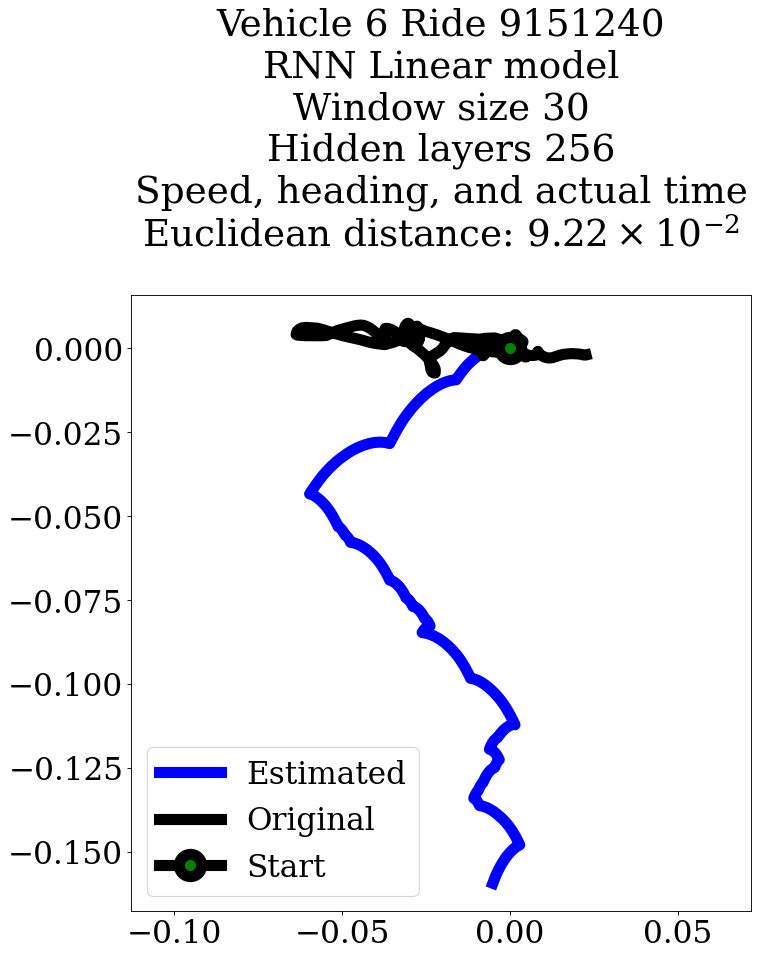 Vehicle 6 Ride 9151240
RNN Linear model
Window size 30
Hidden layers 256
Speed, heading, and actual time
Euclidean distance: 9.22 × 10⁻²
0.000
−0.025
−0.050
−0.075
−0.100
−0.125
−0.150
Estimated
Original
Start
−0.10
−0.05
0.00
0.05